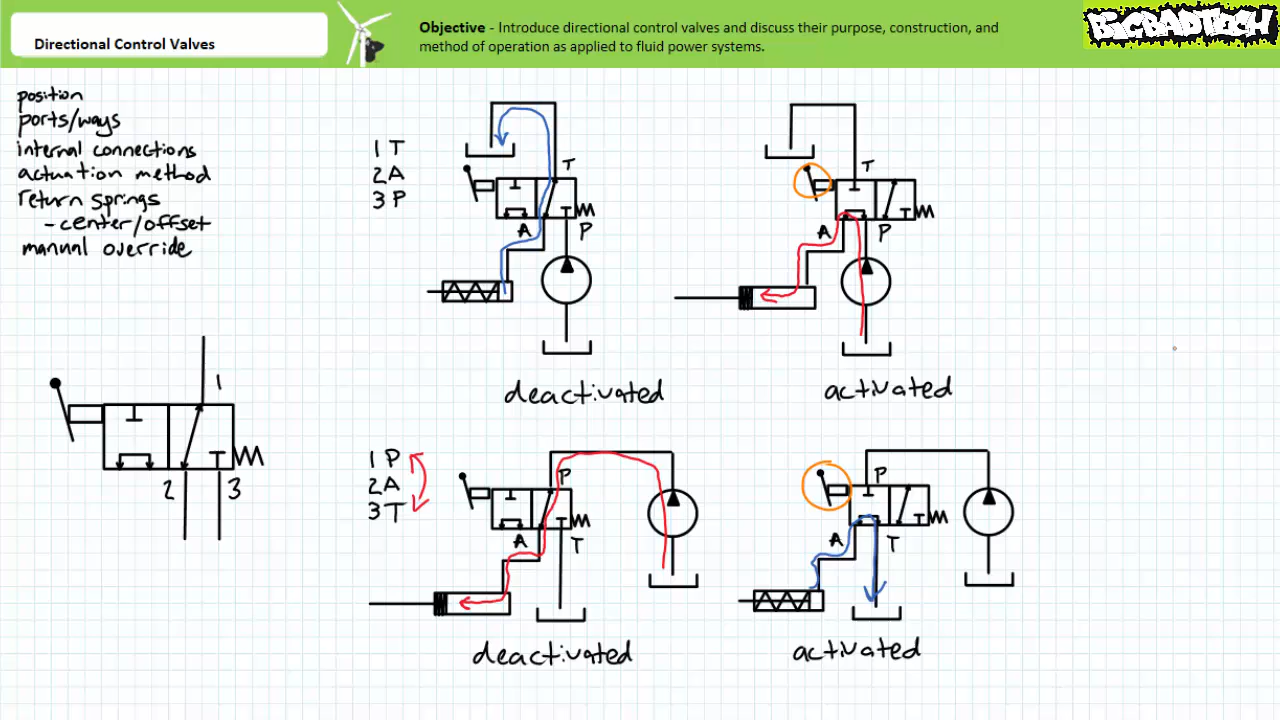 Directional Control Valves
Objective - Introduce directional control valves and discuss their purpose, construction, and
method of operation as applied to fluid power systems.
BIGBADTECH
position
ports/ways
internal connections
actuation method
return springs
- center/offset
manual override
1
2
3
1 T
2 A
3 P
T
A
P
deactivated
T
A
P
activated
1 P
2 A
3 T
P
A
T
deactivated
P
A
T
activated